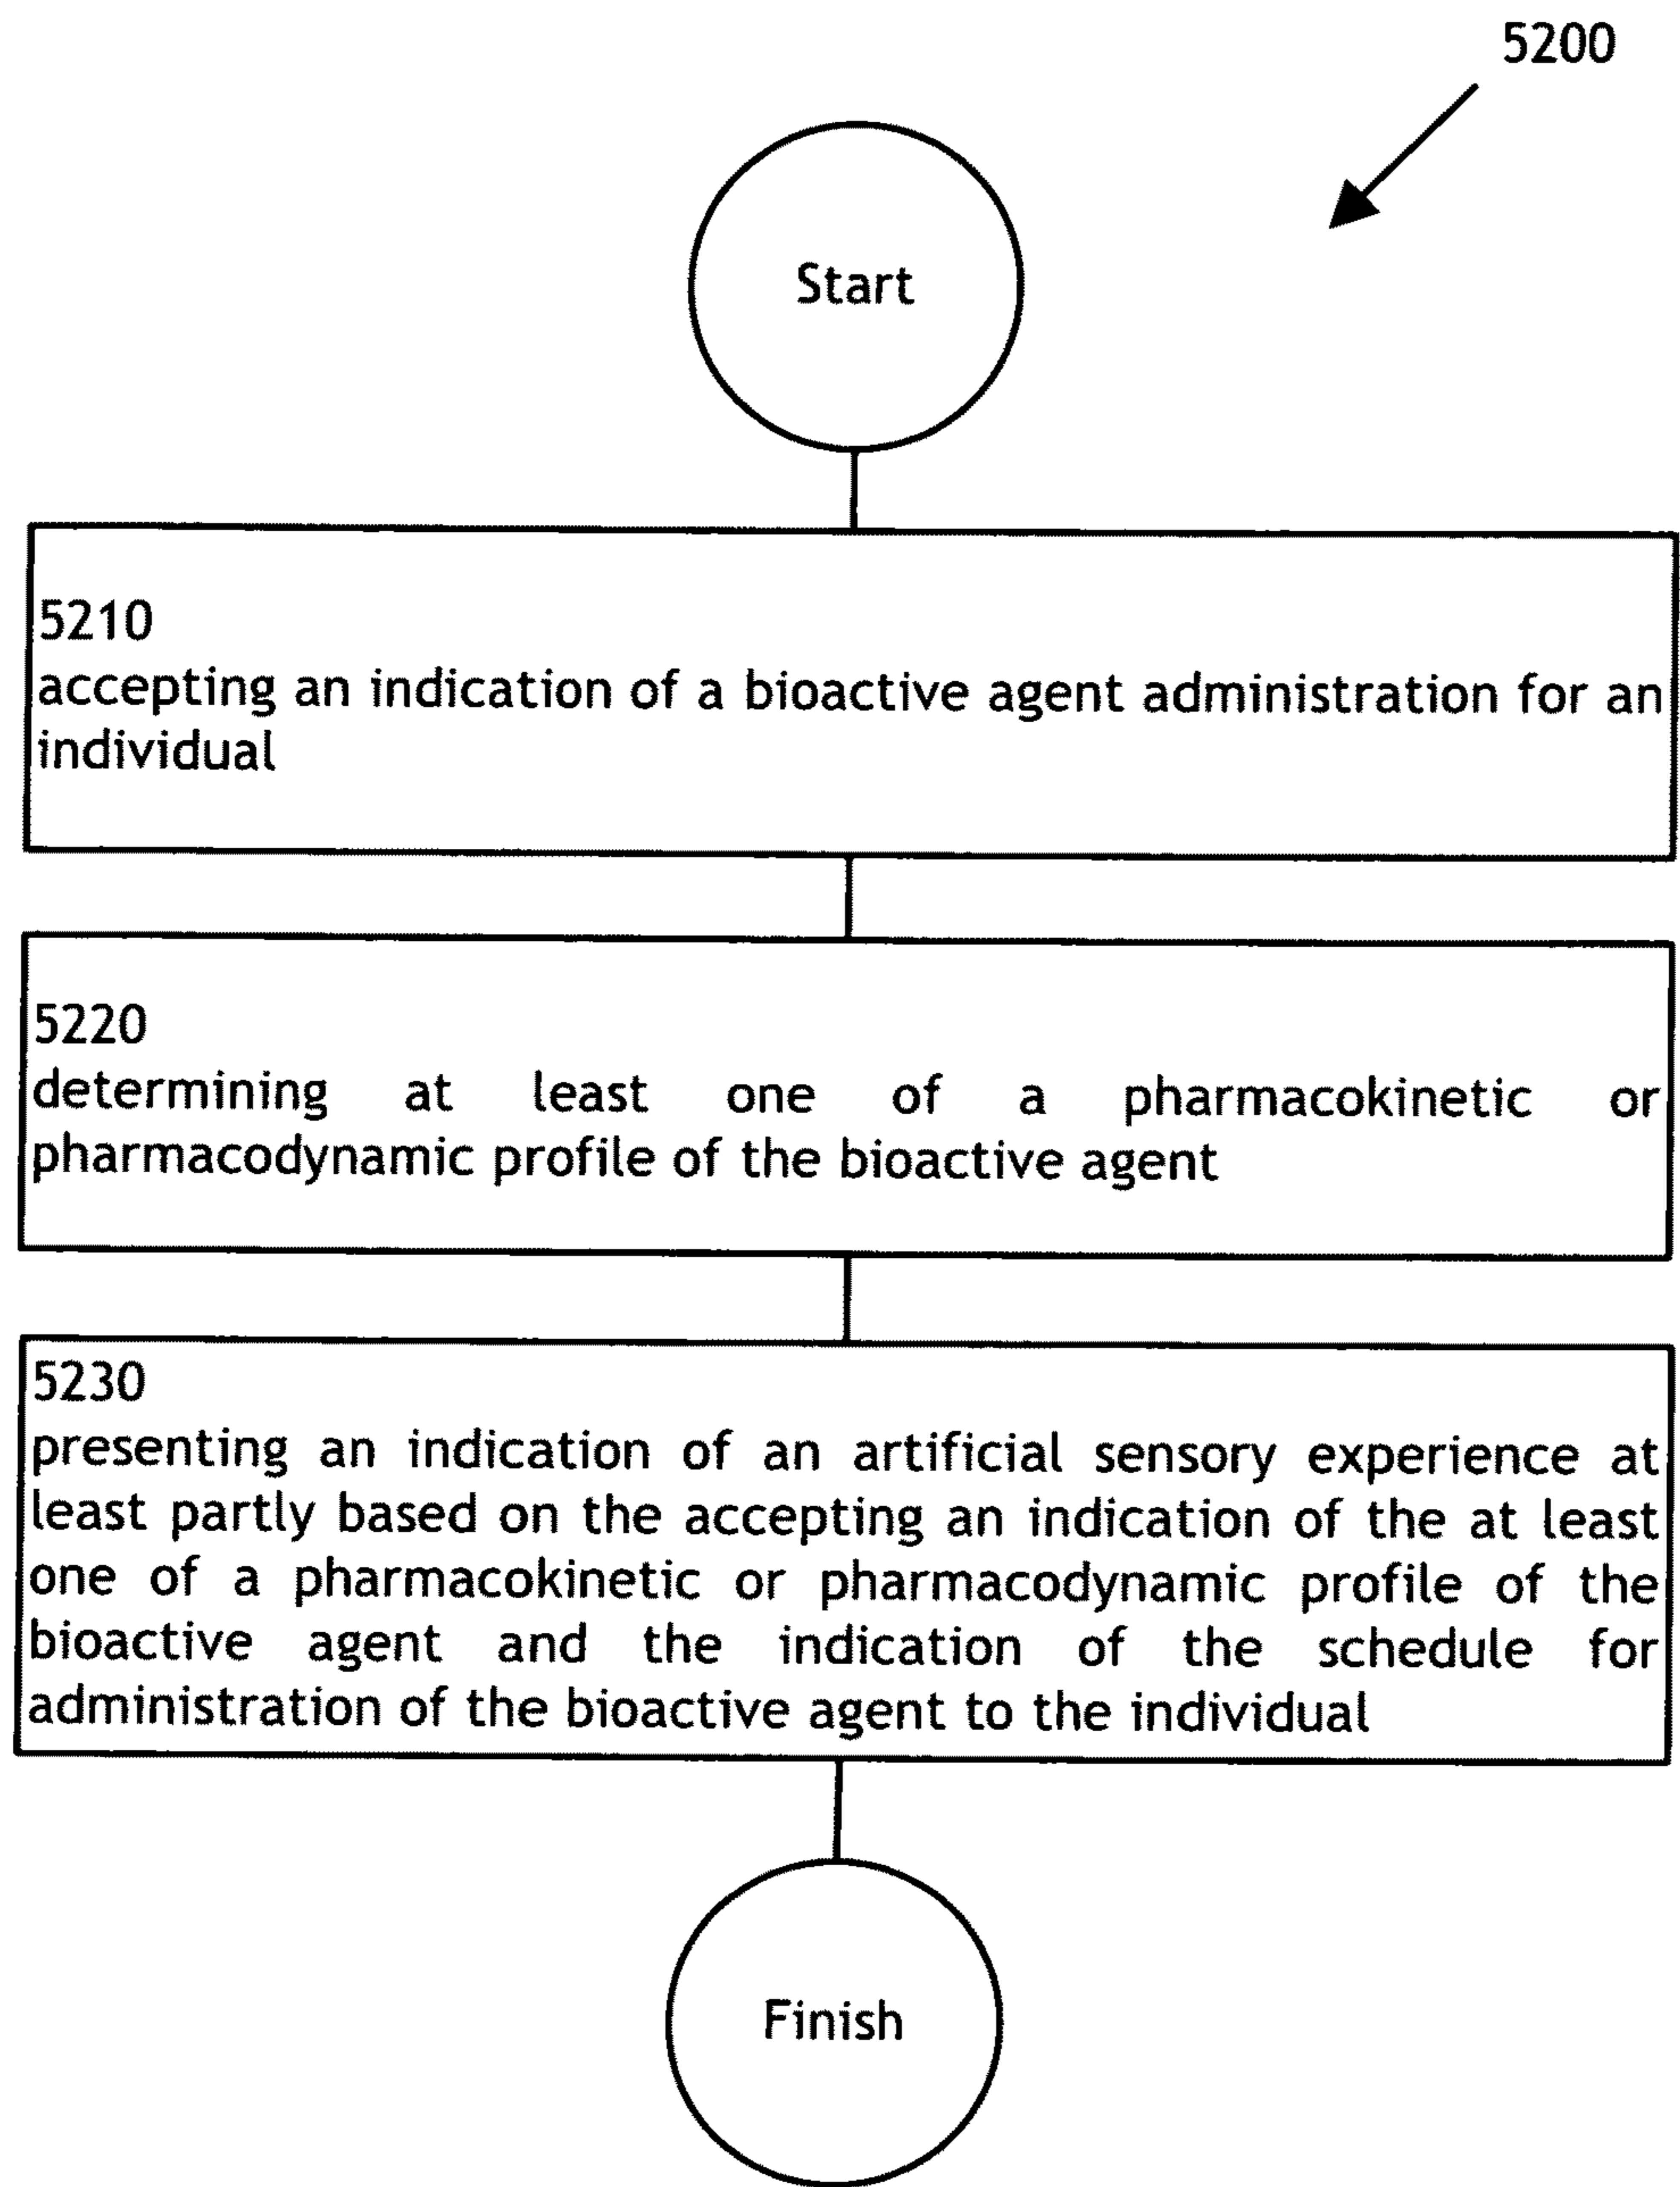 5200
Start
5210
accepting an indication of a bioactive agent administration for an
individual
5220
determining at least one of a pharmacokinetic or
pharmacodynamic profile of the bioactive agent
5230
presenting an indication of an artificial sensory experience at
least partly based on the accepting an indication of the at least
one of a pharmacokinetic or pharmacodynamic profile of the
bioactive agent and the indication of the schedule for
administration of the bioactive agent to the individual
Finish